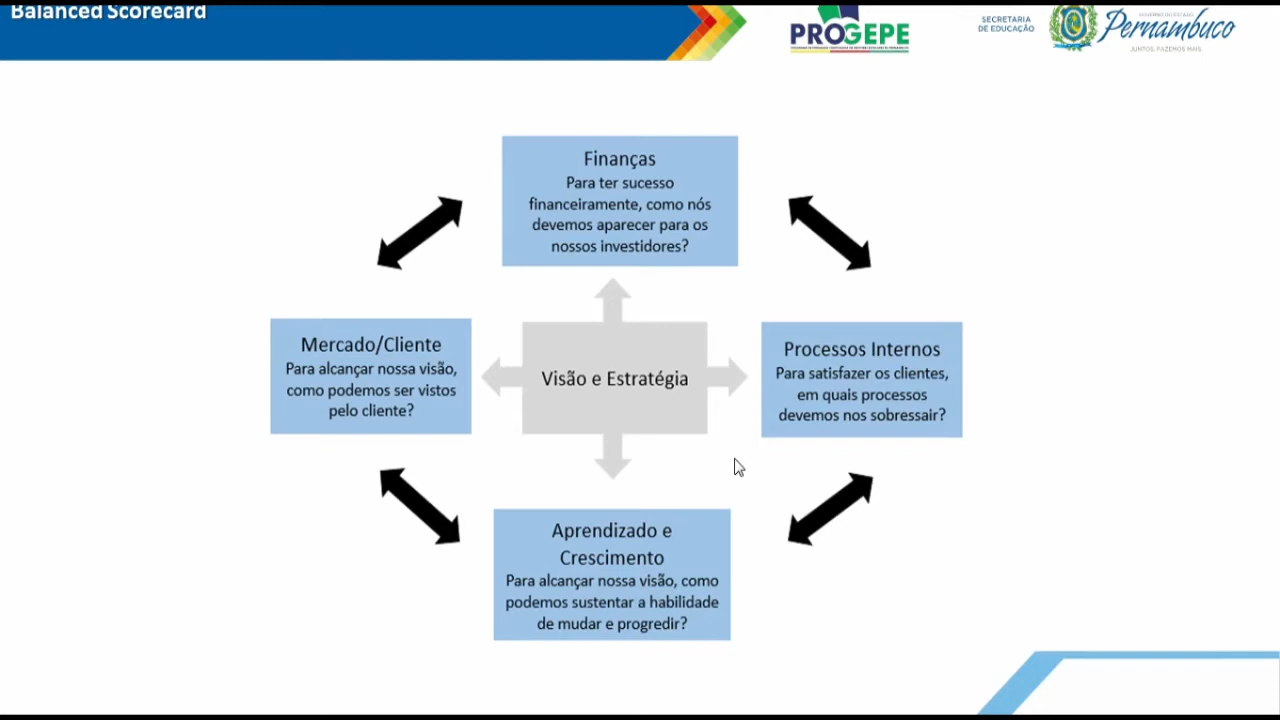 Balanced Scorecard
PROGEPE
SECRETARIA
DE EDUCAÇÃO
Pernambuco
JUNTOS, FAZEMOS MAIS.
Finanças
Para ter sucesso
financeiramente, como nós
devemos aparecer para os
nossos investidores?
Mercado/Cliente
Para alcançar nossa visão,
como podemos ser vistos
pelo cliente?
Visão e Estratégia
Processos Internos
Para satisfazer os clientes,
em quais processos
devemos nos sobressair?
Aprendizado e
Crescimento
Para alcançar nossa visão, como
podemos sustentar a habilidade
de mudar e progredir?